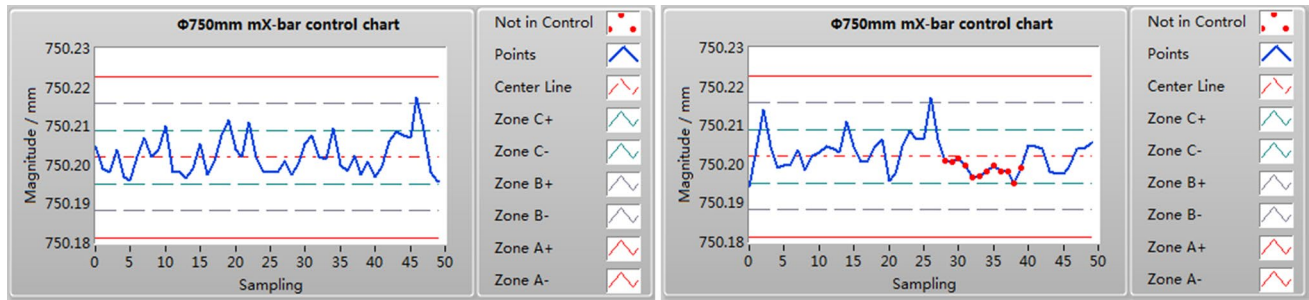 Φ750mm mX-bar control chart
Magnitude / mm
750.23
750.22
750.21
750.20
750.19
750.18
0 5 10 15 20 25 30 35 40 45 50
Sampling
Not in Control
Points
Center Line
Zone C+
Zone C-
Zone B+
Zone B-
Zone A+
Zone A-
Φ750mm mX-bar control chart
Magnitude / mm
750.23
750.22
750.21
750.20
750.19
750.18
0 5 10 15 20 25 30 35 40 45 50
Sampling
Not in Control
Points
Center Line
Zone C+
Zone C-
Zone B+
Zone B-
Zone A+
Zone A-